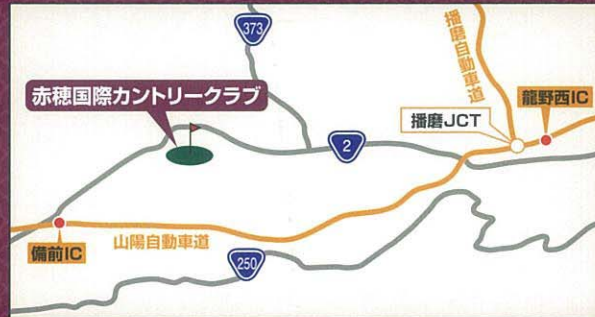 373
播磨自動車道
赤穂国際カントリークラブ
龍野西IC
播磨JCT
2
備前IC
山陽自動車道
250